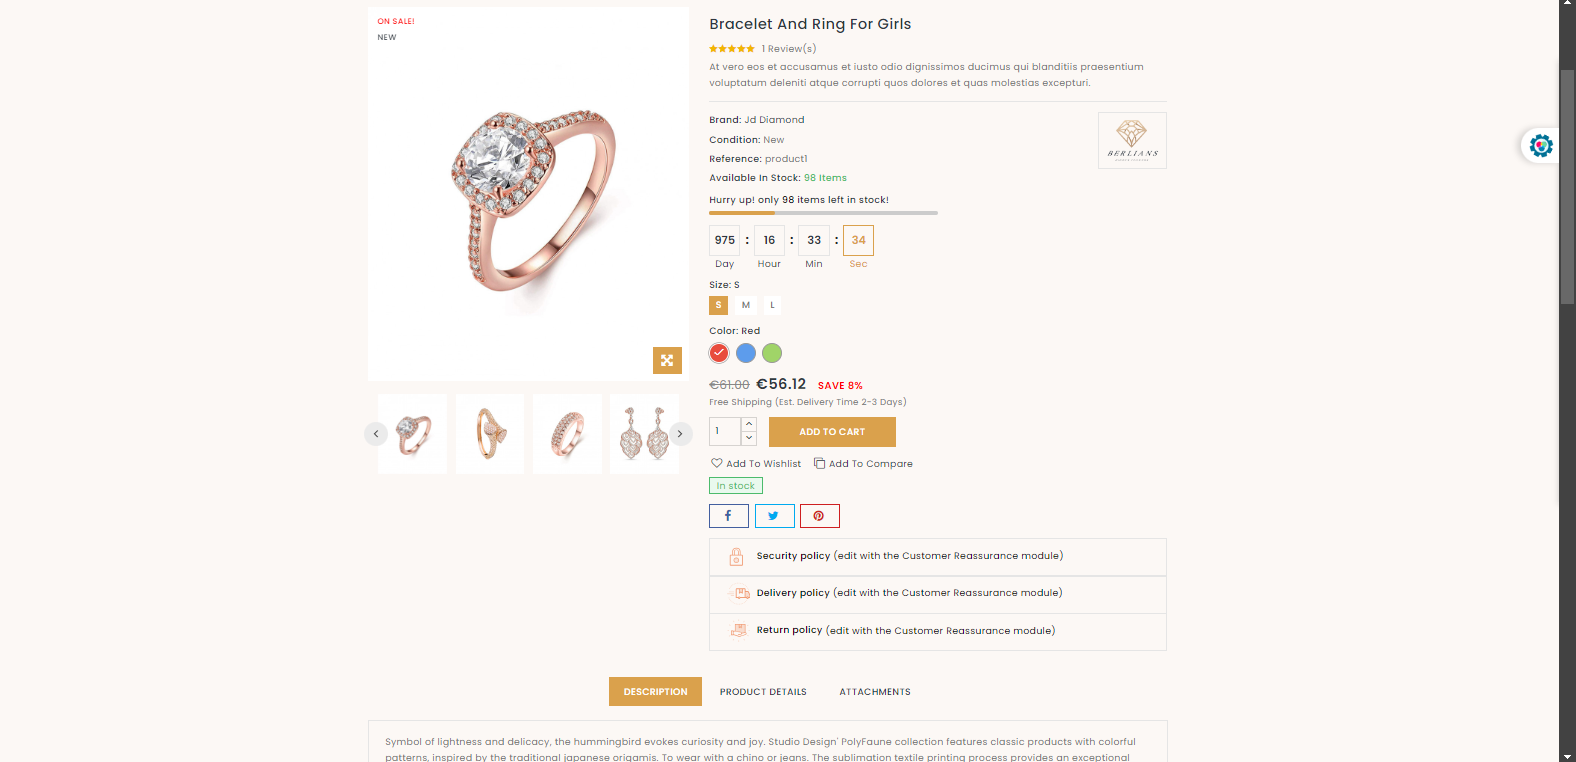 ON SALE!
NEW
Bracelet And Ring For Girls
1 Review(s)
At vero eos et accusamus et iusto odio dignissimos ducimus qui blanditiis praesentium
voluptatum deleniti atque corrupti quos dolores et quas molestias excepturi.
Brand: Jd Diamond
Condition: New
Reference: product1
Available In Stock: 98 Items
BERLIANS
Hurry up! only 98 items left in stock!
975 : 16 : 33 : 34
Day Hour Min Sec
Size: S
S M L
Color: Red
€61.00 €56.12 SAVE 8%
Free Shipping (Est. Delivery Time 2-3 Days)
1 ADD TO CART
Add To Wishlist Add To Compare
In stock
Security policy (edit with the Customer Reassurance module)
Delivery policy (edit with the Customer Reassurance module)
Return policy (edit with the Customer Reassurance module)
DESCRIPTION PRODUCT DETAILS ATTACHMENTS
Symbol of lightness and delicacy, the hummingbird evokes curiosity and joy. Studio Design' PolyFaune collection features classic products with colorful
patterns, inspired by the traditional japanese origamis. To wear with a chino or jeans. The sublimation textile printing process provides an exceptional